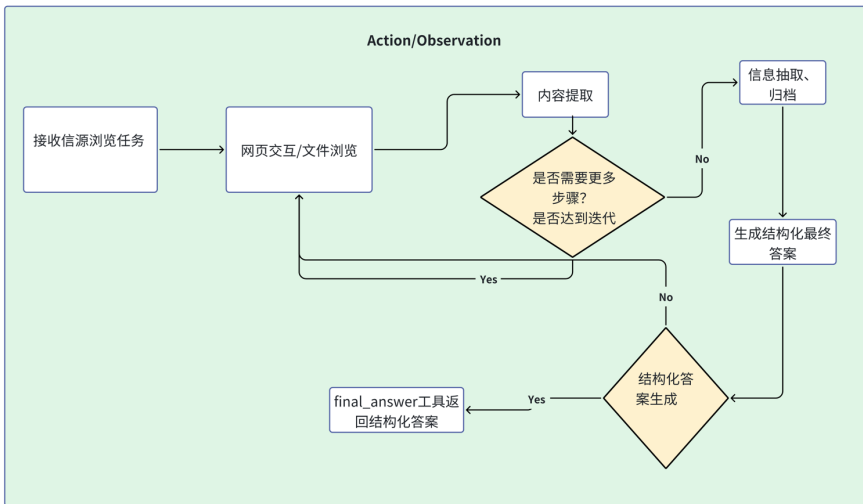 Action/Observation
接收信源浏览任务
网页交互/文件浏览
内容提取
是否需要更多
步骤?
是否达到迭代
No
信息抽取、
归档
生成结构化最终
答案
Yes
No
结构化答
案生成
Yes
final_answer工具返
回结构化答案